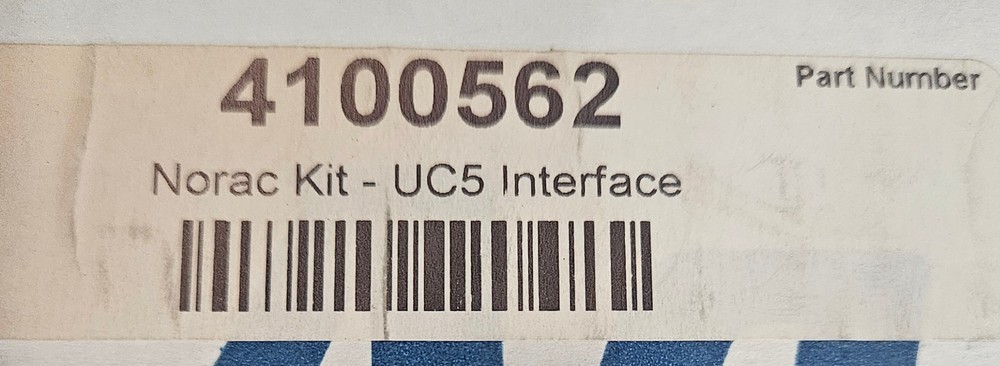 4100562
Part Number
Norac Kit - UC5 Interface